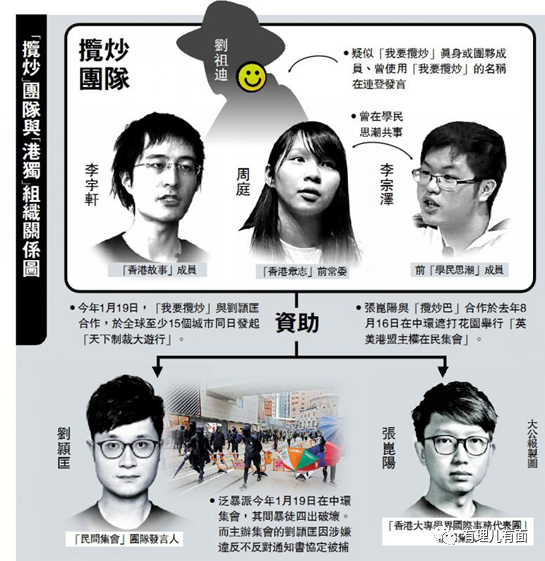 「攬炒」團隊與「港獨」組織關係圖
攬炒
團隊
劉祖迪
●疑似「我要攬炒」真身或團夥成
員、曾使用「我要攬炒」的名稱
在連登發言
●曾在學民
思潮共事
李宇軒
周庭
李宗澤
「香港故事」成員
「香港眾志」前常委
前「學民思潮」成員
●今年1月19日，「我要攬炒」與劉頴匡
合作，於全球至少15個城市同日發起
「天下制裁大遊行」。
資助
●張崑陽與「攬炒巴」合作於去年8
月16日在中環遮打花園舉行「英
美港盟主權在民集會」。
劉頴匡
張崑陽
大公報製圖
「民間集會」團隊發言人
●泛暴派今年1月19日在中環
集會，其間暴徒四出破壞。
而主辦集會的劉頴匡因涉嫌
違反不反對通知書協定被捕
「香港大專學界國際事務代表團」
有理儿有面